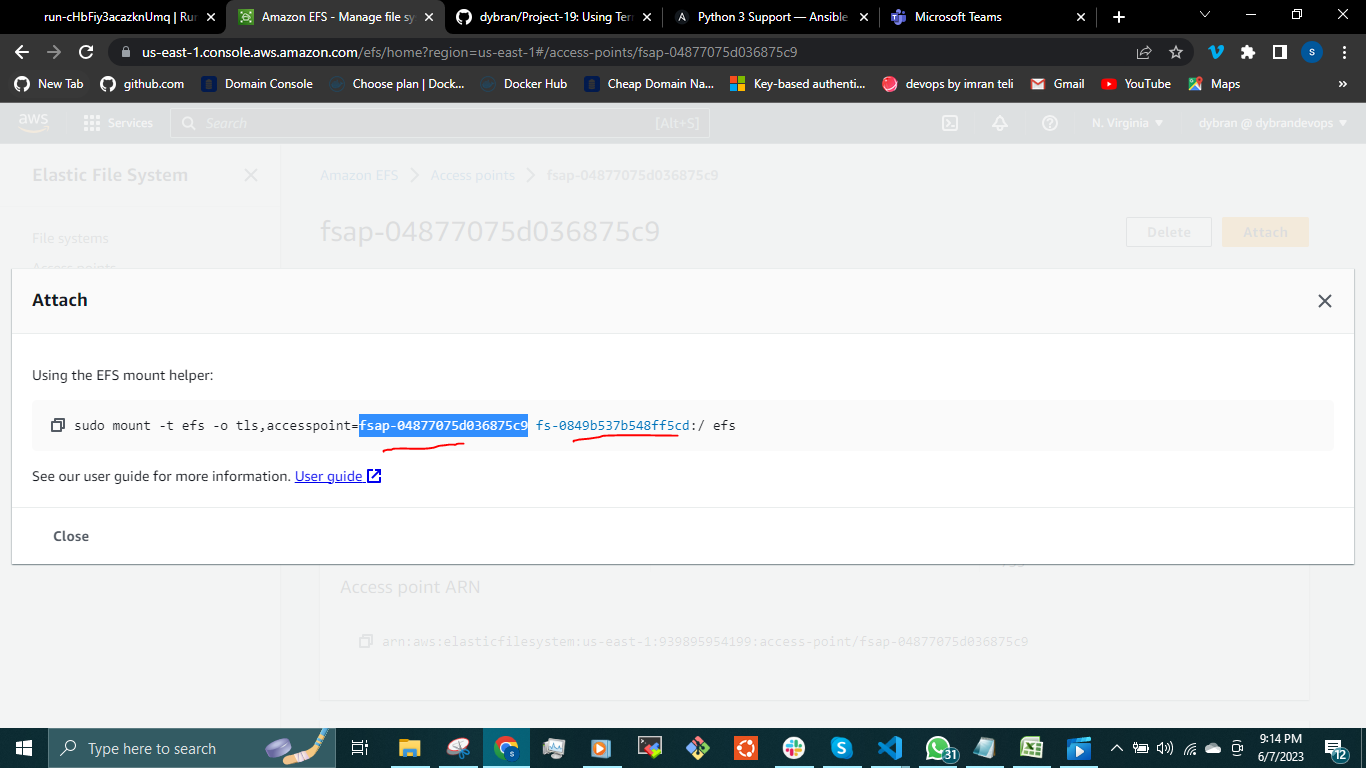 run-cHbFiy3acazknUmq | Ru
Amazon EFS - Manage file sy
dybran/Project-19: Using Ter
Python 3 Support — Ansible
Microsoft Teams
us-east-1.console.aws.amazon.com/efs/home?region=us-east-1#/access-points/fsap-04877075d036875c9
S
New Tab
github.com
Domain Console
Choose plan | Dock...
Docker Hub
Cheap Domain Na...
Key-based authenti...
devops by imran teli
Gmail
YouTube
Maps
»
aws
Services
Search
[Alt+S]
N. Virginia
dybran @ dybrandevops
Elastic File System
Amazon EFS
Access points
fsap-04877075d036875c9
File systems
Access points
fsap-04877075d036875c9
Delete
Attach
Attach
Using the EFS mount helper:
sudo mount -t efs -o tls,accesspoint=fsap-04877075d036875c9 fs-0849b537b548ff5cd:/ efs
See our user guide for more information. User guide
Close
Access point ARN
arn:aws:elasticfilesystem:us-east-1:939895954199:access-point/fsap-04877075d036875c9
Type here to search
31
9:14 PM
6/7/2023
12